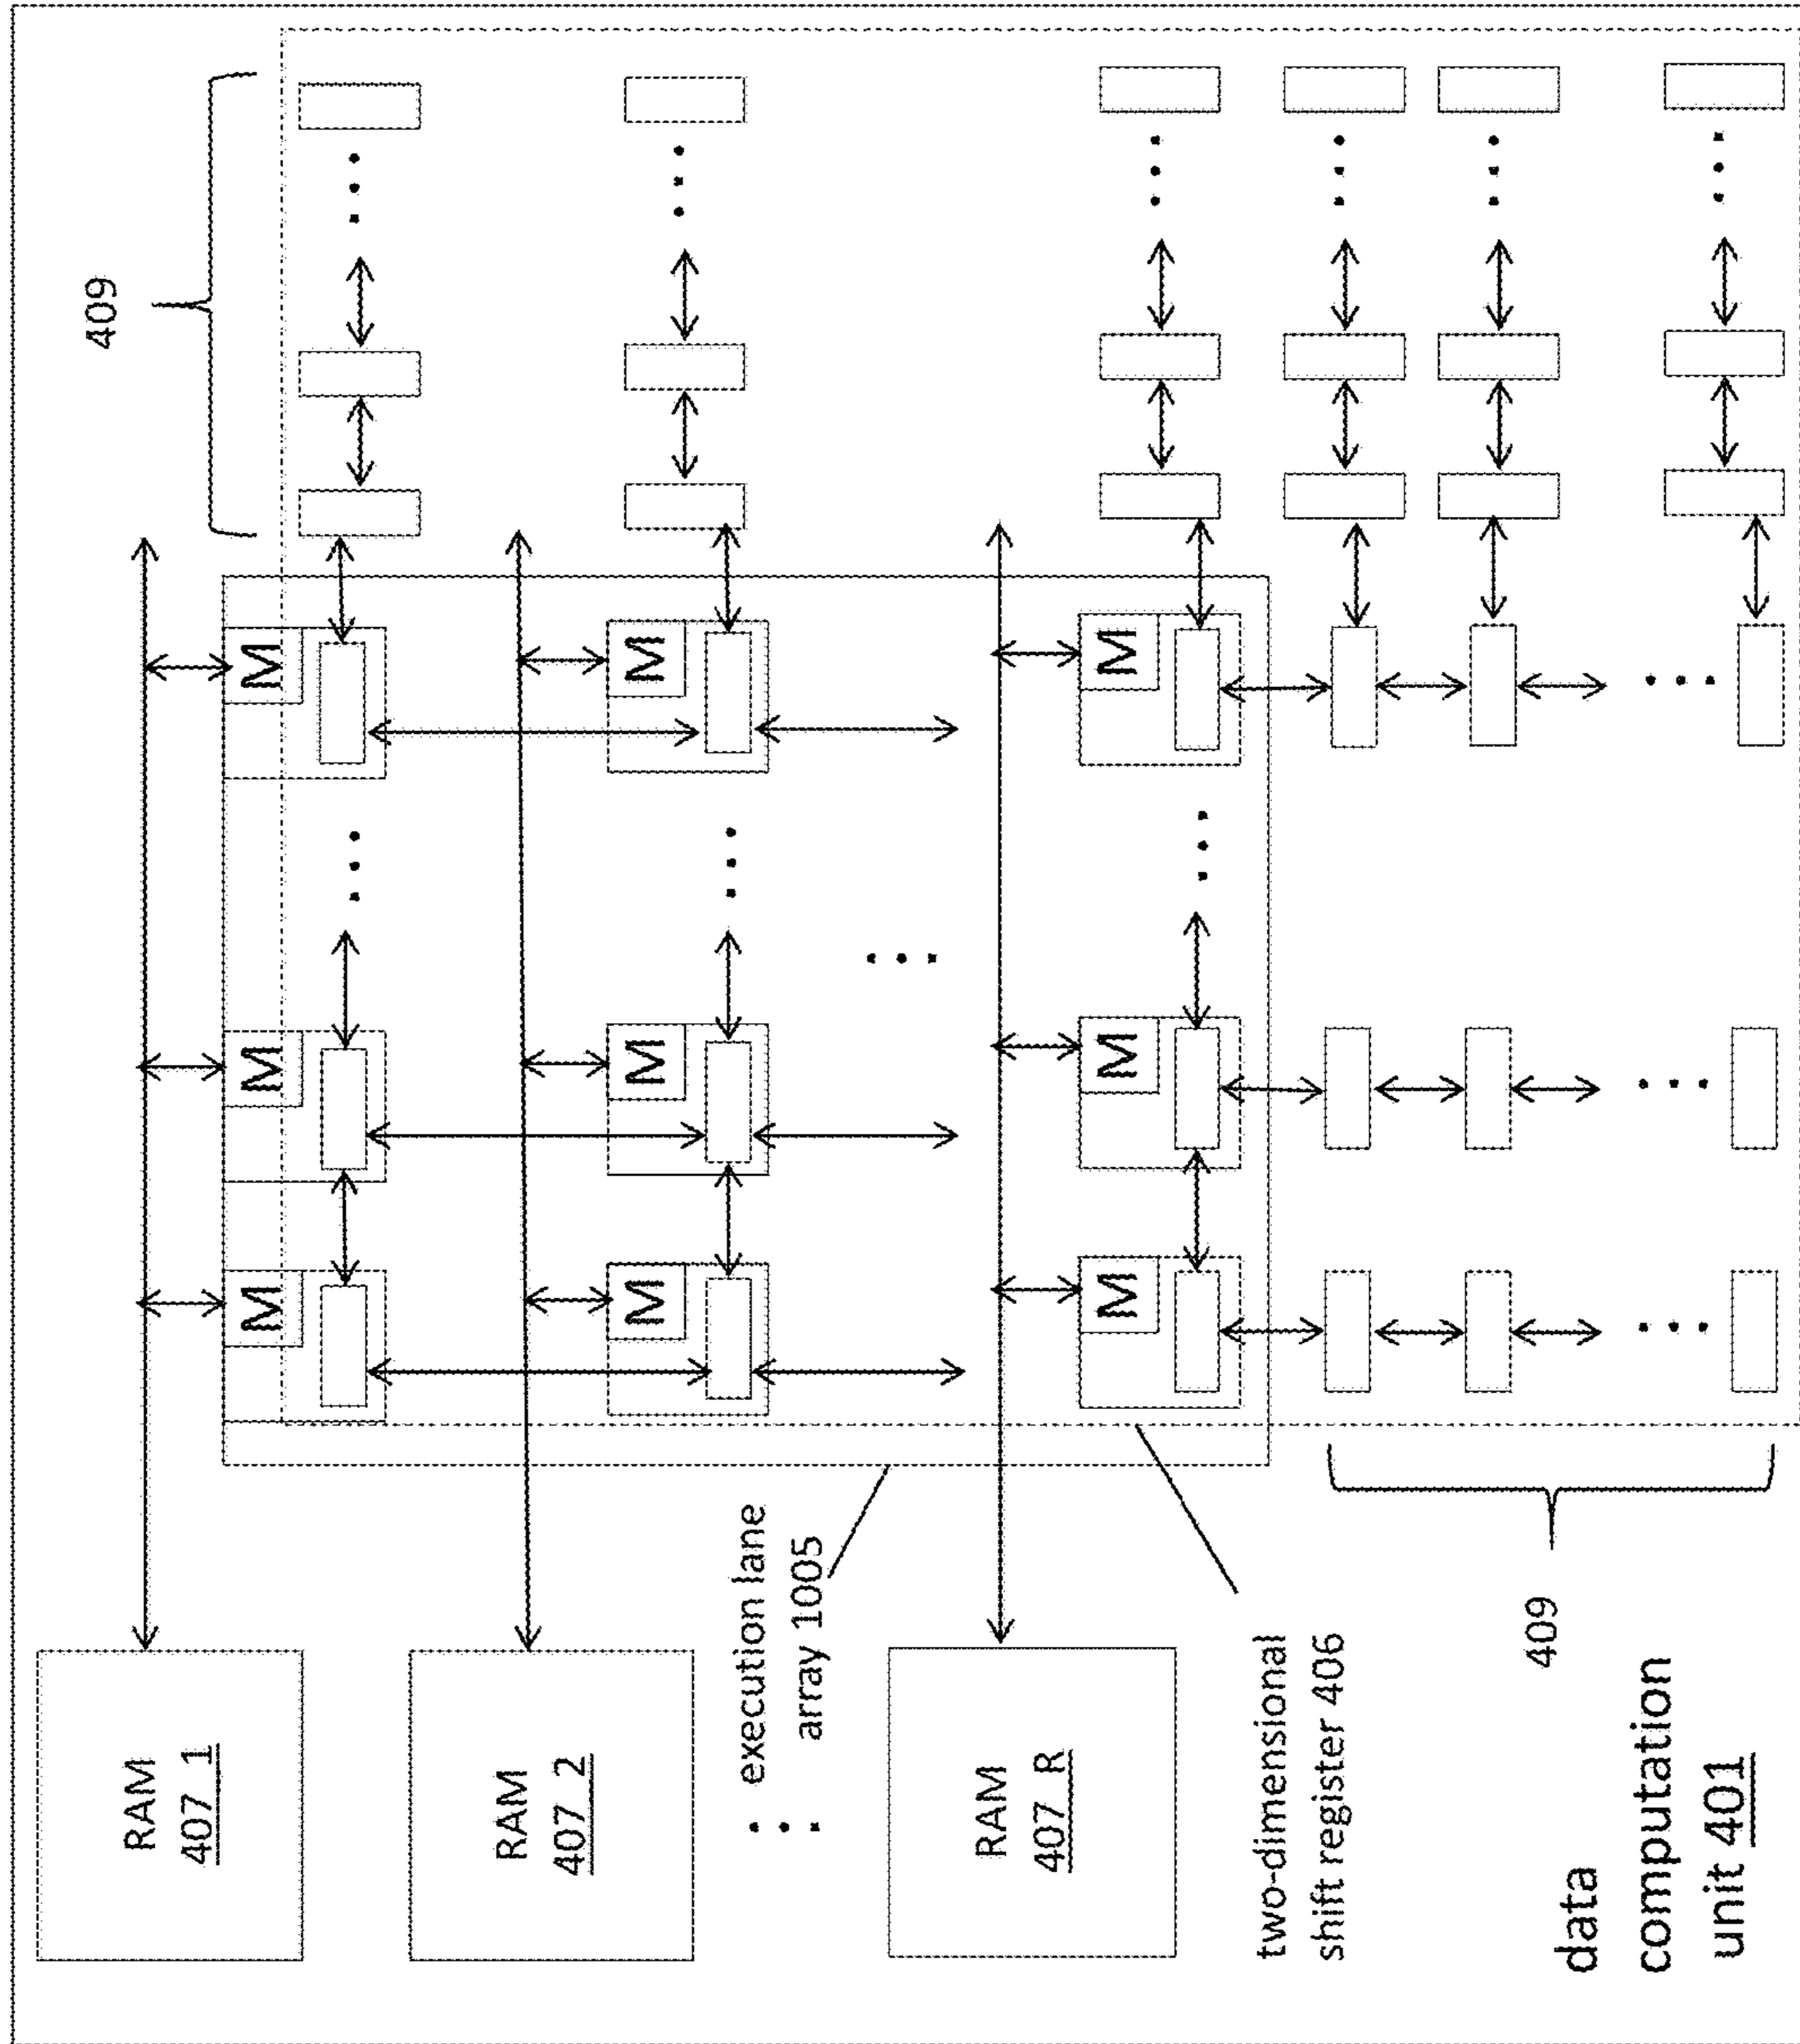 409
RAM
407_1
M
M
M
RAM
407_2
M
M
M
execution lane
array 1005
RAM
407_R
M
M
M
two-dimensional
shift register 406
409
data
computation
unit 401